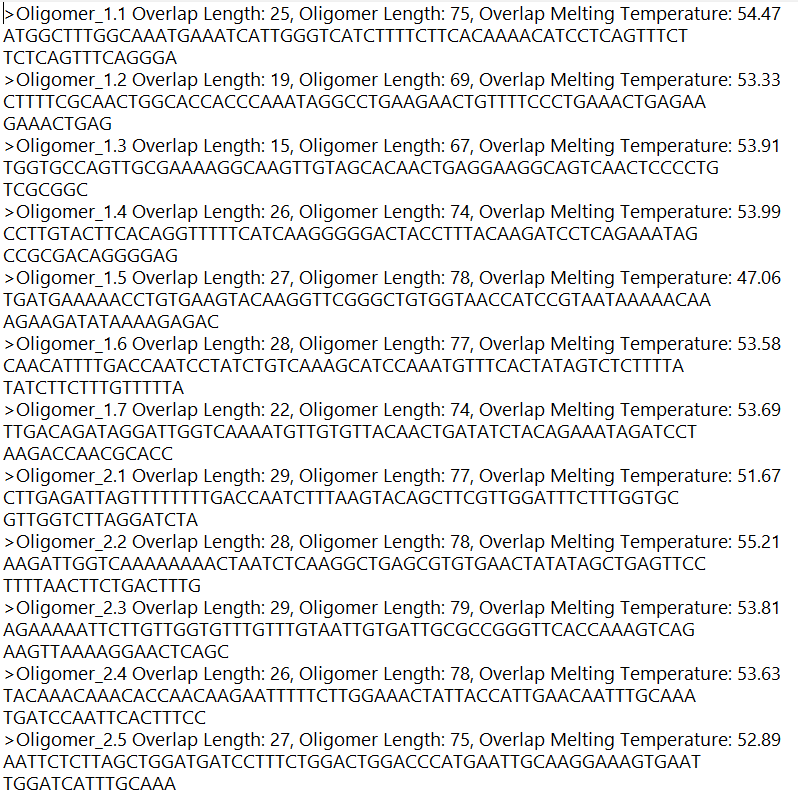 >Oligomer_1.1 Overlap Length: 25, Oligomer Length: 75, Overlap Melting Temperature: 54.47
ATGGCTTTGGCAAATGAAATCATTGGGTCATCTTTTCTTCACAAAACATCCTCAGTTTCT
TCTCAGTTTCAGGGA
>Oligomer_1.2 Overlap Length: 19, Oligomer Length: 69, Overlap Melting Temperature: 53.33
CTTTTCGCAACTGGCACCACCCAAATAGGCCTGAAGAACTGTTTTCCCTGAAACTGAGAA
GAAACTGAG
>Oligomer_1.3 Overlap Length: 15, Oligomer Length: 67, Overlap Melting Temperature: 53.91
TGGTGCCAGTTGCGAAAAGGCAAGTTGTAGCACAACTGAGGAAGGCAGTCAACTCCCCTG
TCGCGGC
>Oligomer_1.4 Overlap Length: 26, Oligomer Length: 74, Overlap Melting Temperature: 53.99
CCTTGTACTTCACAGGTTTTTCATCAAGGGGGACTACCTTTACAAGATCCTCAGAAATAG
CCGCGACAGGGGAG
>Oligomer_1.5 Overlap Length: 27, Oligomer Length: 78, Overlap Melting Temperature: 47.06
TGATGAAAAACCTGTGAAGTACAAGGTTCGGGCTGTGGTAACCATCCGTAATAAAAACAA
AGAAGATATAAAAGAGAC
>Oligomer_1.6 Overlap Length: 28, Oligomer Length: 77, Overlap Melting Temperature: 53.58
CAACATTTTGACCAATCCTATCTGTCAAAGCATCCAAATGTTTCACTATAGTCTCTTTTA
TATCTTCTTTGTTTTTA
>Oligomer_1.7 Overlap Length: 22, Oligomer Length: 74, Overlap Melting Temperature: 53.69
TTGACAGATAGGATTGGTCAAAATGTTGTGTTACAACTGATATCTACAGAAATAGATCCT
AAGACCAACGCACC
>Oligomer_2.1 Overlap Length: 29, Oligomer Length: 77, Overlap Melting Temperature: 51.67
CTTGAGATTAGTTTTTTTTGACCAATCTTTAAGTACAGCTTCGTTGGATTTCTTTGGTGC
GTTGGTCTTAGGATCTA
>Oligomer_2.2 Overlap Length: 28, Oligomer Length: 78, Overlap Melting Temperature: 55.21
AAGATTGGTCAAAAAAAACTAATCTCAAGGCTGAGCGTGTGAACTATATAGCTGAGTTCC
TTTTAACTTCTGACTTTG
>Oligomer_2.3 Overlap Length: 29, Oligomer Length: 79, Overlap Melting Temperature: 53.81
AGAAAAATTCTTGTTGGTGTTTGTTTGTAATTGTGATTGCGCCGGGTTCACCAAAGTCAG
AAGTTAAAAGGAACTCAGC
>Oligomer_2.4 Overlap Length: 26, Oligomer Length: 78, Overlap Melting Temperature: 53.63
TACAAACAAACACCAACAAGAATTTTTCTTGGAAACTATTACCATTGAACAATTTGCAAA
TGATCCAATTCACTTTCC
>Oligomer_2.5 Overlap Length: 27, Oligomer Length: 75, Overlap Melting Temperature: 52.89
AATTCTCTTAGCTGGATGATCCTTTCTGGACTGGACCCATGAATTGCAAGGAAAGTGAAT
TGGATCATTTGCAAA